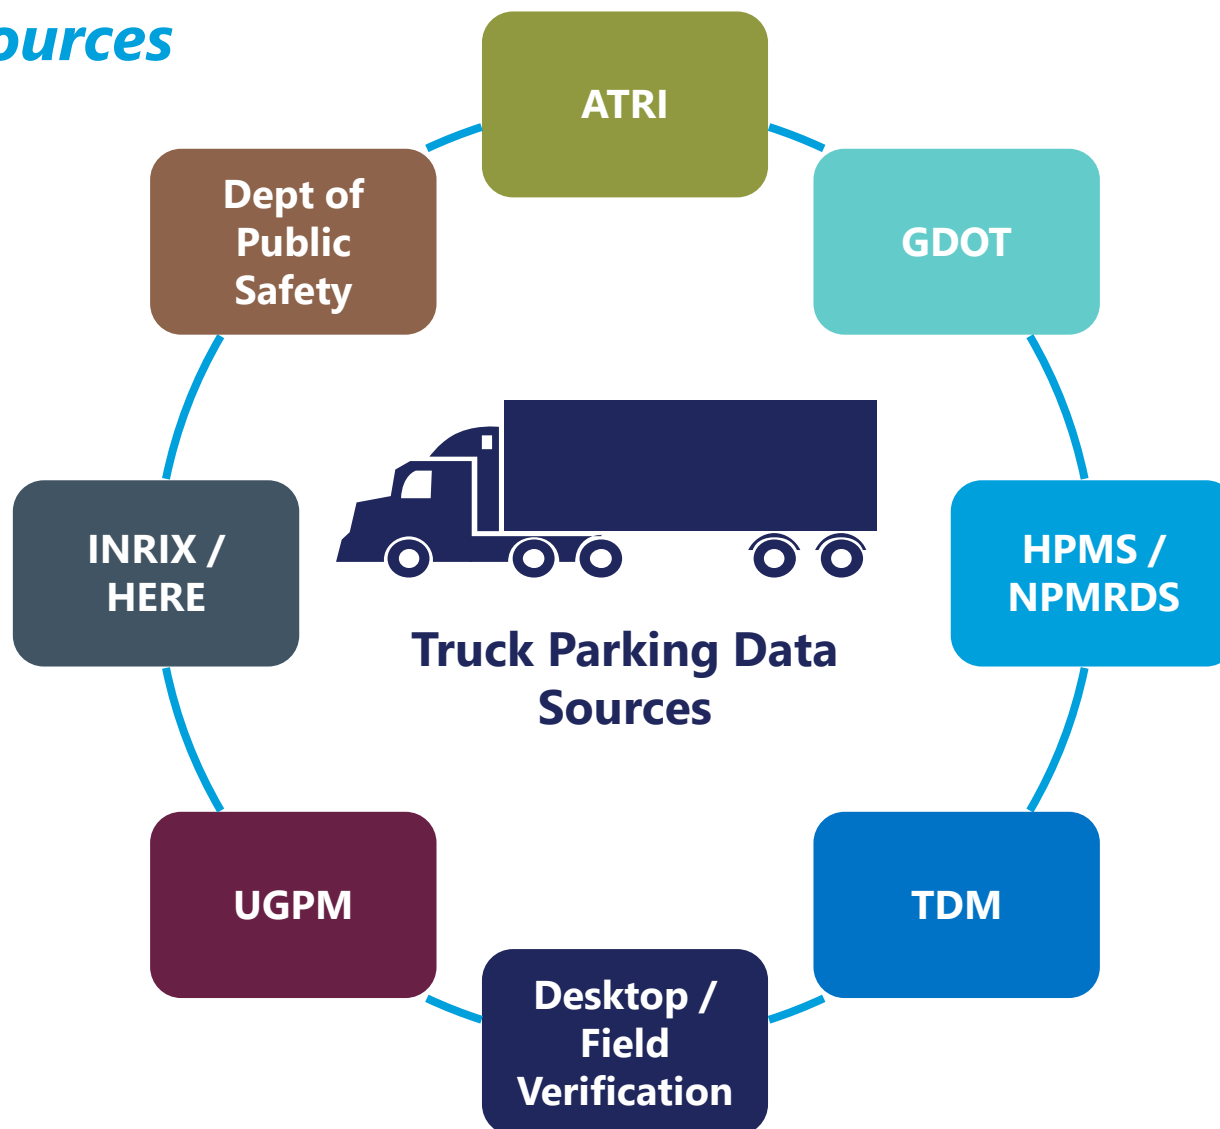 ources
ATRI
Dept of
Public
Safety
GDOT
INRIX /
HERE
HPMS /
NPMRDS
Truck Parking Data
Sources
UGPM
TDM
Desktop /
Field
Verification